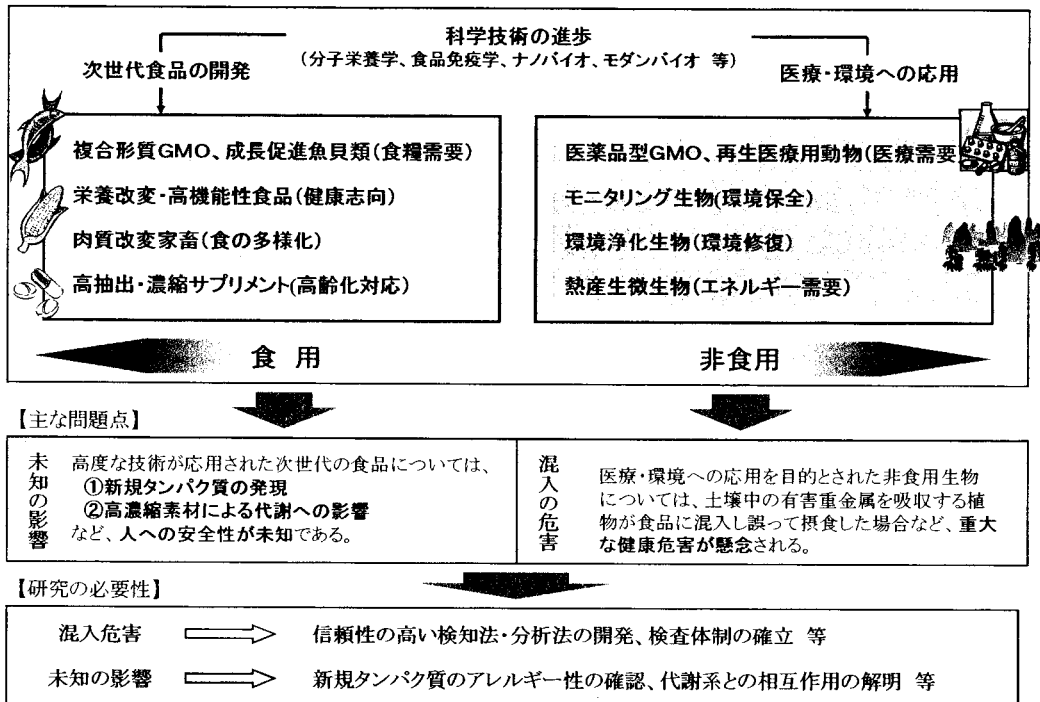 科学技術の進歩
(分子栄養学、食品免疫学、ナノバイオ、モダンバイオ 等)
次世代食品の開発
医療・環境への応用
複合形質GMO、成長促進魚貝類(食糧需要)
栄養改変・高機能性食品(健康志向)
肉質改変家畜(食の多様化)
高抽出・濃縮サプリメント(高齢化対応)
医薬品型GMO、再生医療用動物(医療需要)
モニタリング生物(環境保全)
環境浄化生物(環境修復)
熱産生微生物(エネルギー需要)
食 用
非食用
【主な問題点】
未知の影響
高度な技術が応用された次世代の食品については、
①新規タンパク質の発現
②高濃縮素材による代謝への影響
など、人への安全性が未知である。
混入の危害
医療・環境への応用を目的とされた非食用生物
については、土壌中の有害重金属を吸収する植
物が食品に混入し誤って摂食した場合など、重大
な健康危害が懸念される。
【研究の必要性】
混入危害
信頼性の高い検知法・分析法の開発、検査体制の確立 等
未知の影響
新規タンパク質のアレルギー性の確認、代謝系との相互作用の解明 等